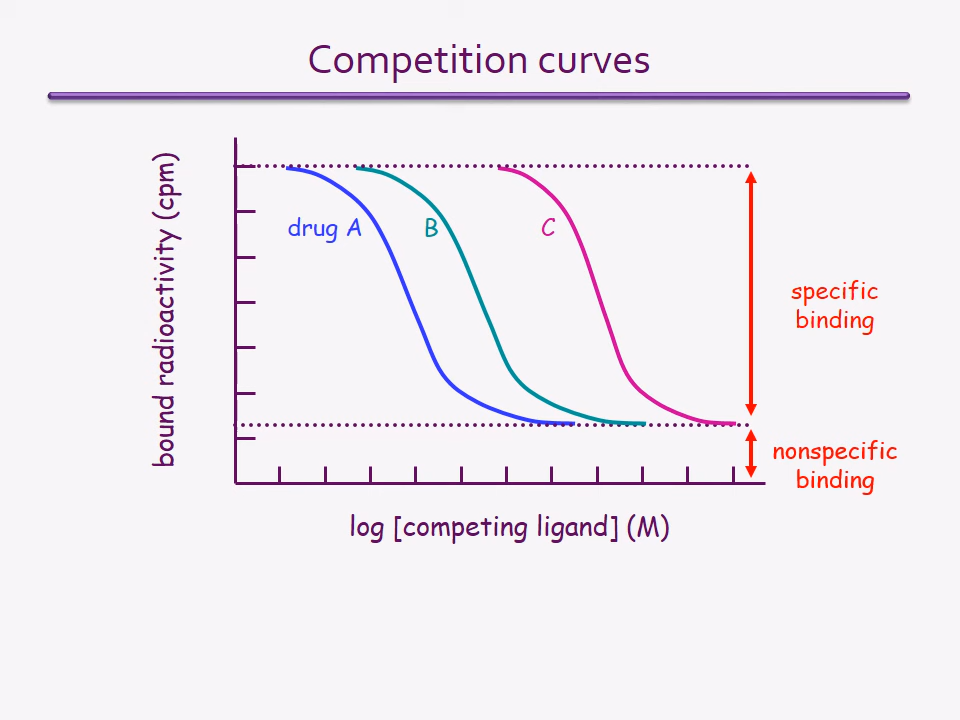 Competition curves
bound radioactivity (cpm)
drug A
B
C
specific
binding
nonspecific
binding
log [competing ligand] (M)